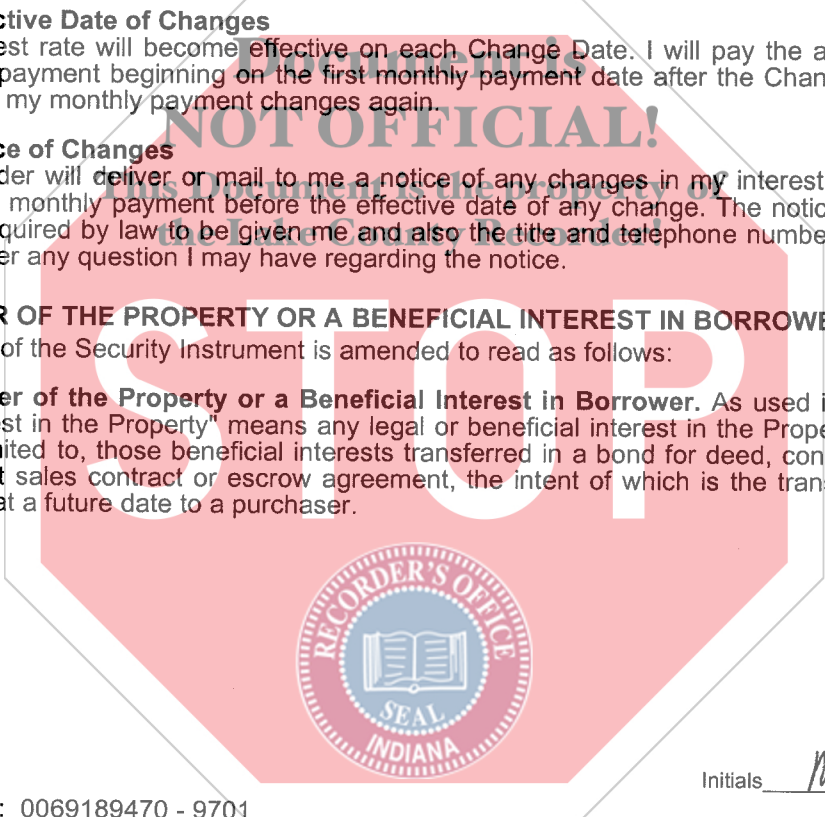 ctive Date of Changes
est rate will become effective on each Change Date. I will pay the a
payment beginning on the first monthly payment date after the Chan
my monthly payment changes again.
Document is
NOT OFFICIAL!
This Document is the property of
the Lake County Recorder!
ce of Changes
der will deliver or mail to me a notice of any changes in my interest
monthly payment before the effective date of any change. The notic
quired by law to be given me and also the title and telephone numbe
er any question I may have regarding the notice.
R OF THE PROPERTY OR A BENEFICIAL INTEREST IN BORROWE
of the Security Instrument is amended to read as follows:
er of the Property or a Beneficial Interest in Borrower. As used i
est in the Property" means any legal or beneficial interest in the Prope
ited to, those beneficial interests transferred in a bond for deed, con
t sales contract or escrow agreement, the intent of which is the tran
at a future date to a purchaser.
STOP
RECORDER'S OFFICE
SEAL
INDIANA
Initials
: 0069189470 - 9701